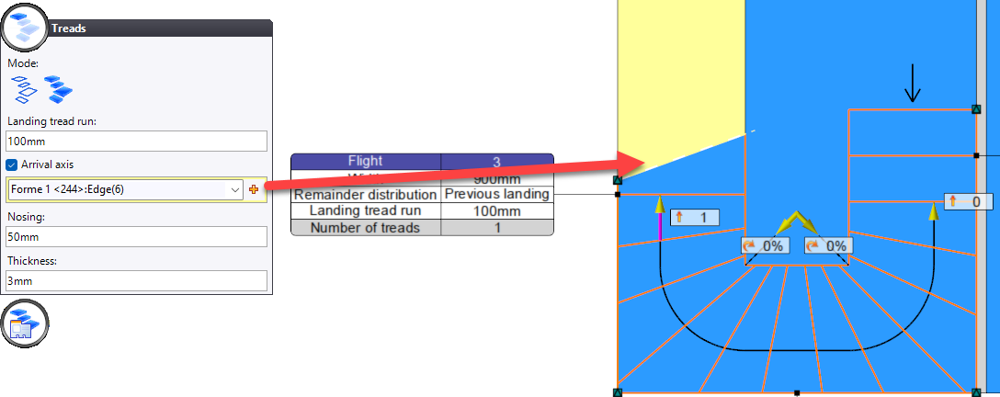 Treads
Mode:
Landing tread run:
100mm
Arrival axis
Forme 1 <244>:Edge(6)
Nosing:
50mm
Thickness:
3mm
Flight 3
900mm
Remainder distribution Previous landing
Landing tread run 100mm
Number of treads 1
1
0
0%
0%